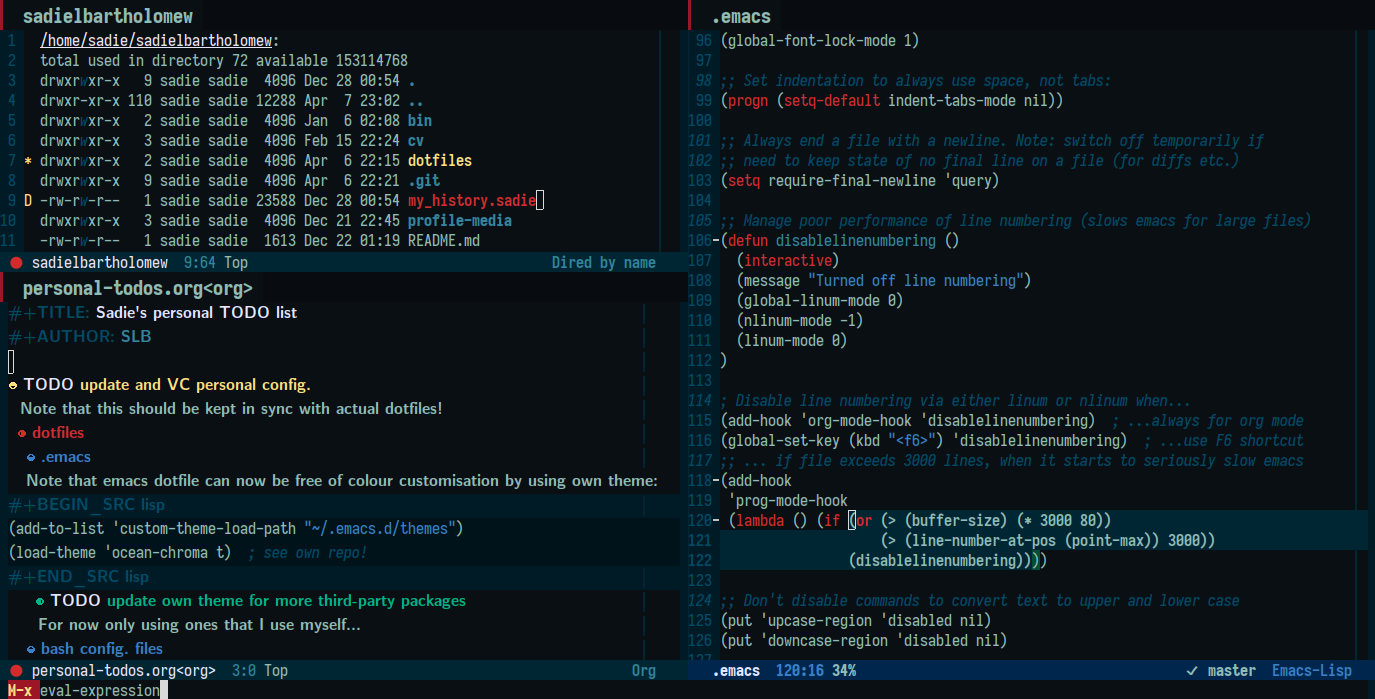 sadielbartholomew
1 /home/sadie/sadielbartholomew:
2 total used in directory 72 available 153114768
3 drwxrwxr-x 9 sadie sadie 4096 Dec 28 00:54 .
4 drwxr-xr-x 110 sadie sadie 12288 Apr 7 23:02 ..
5 drwxrwxr-x 2 sadie sadie 4096 Jan 6 02:08 bin
6 drwxrwxr-x 3 sadie sadie 4096 Feb 15 22:24 cv
7 * drwxrwxr-x 2 sadie sadie 4096 Apr 6 22:15 dotfiles
8 drwxrwxr-x 9 sadie sadie 4096 Apr 6 22:21 .git
9 D -rw-rw-r-- 1 sadie sadie 23588 Dec 28 00:54 my_history.sadie
10 drwxrwxr-x 3 sadie sadie 4096 Dec 21 22:45 profile-media
11 -rw-rw-r-- 1 sadie sadie 1613 Dec 22 01:19 README.md
sadielbartholomew 9:64 Top Dired by name
personal-todos.org<org>
#+TITLE: Sadie's personal TODO list
#+AUTHOR: SLB
TODO update and VC personal config.
Note that this should be kept in sync with actual dotfiles!
dotfiles
.emacs
Note that emacs dotfile can now be free of colour customisation by using own theme:
#+BEGIN_SRC lisp
(add-to-list 'custom-theme-load-path "~/.emacs.d/themes")
(load-theme 'ocean-chroma t) ; see own repo!
#+END_SRC lisp
TODO update own theme for more third-party packages
For now only using ones that I use myself...
bash config. files
personal-todos.org<org> 3:0 Top Org
M-x eval-expression
.emacs
96 (global-font-lock-mode 1)
97
98 ;; Set indentation to always use space, not tabs:
99 (progn (setq-default indent-tabs-mode nil))
100
101 ;; Always end a file with a newline. Note: switch off temporarily if
102 ;; need to keep state of no final line on a file (for diffs etc.)
103 (setq require-final-newline 'query)
104
105 ;; Manage poor performance of line numbering (slows emacs for large files)
106 (defun disablelinenumbering ()
107 (interactive)
108 (message "Turned off line numbering")
109 (global-linum-mode 0)
110 (nlinum-mode -1)
111 (linum-mode 0)
112 )
113
114 ; Disable line numbering via either linum or nlinum when...
115 (add-hook 'org-mode-hook 'disablelinenumbering) ; ...always for org mode
116 (global-set-key (kbd "<f6>") 'disablelinenumbering) ; ...use F6 shortcut
117 ;; ... if file exceeds 3000 lines, when it starts to seriously slow emacs
118 (add-hook
119 'prog-mode-hook
120 (lambda () (if (or (> (buffer-size) (* 3000 80))
121 (> (line-number-at-pos (point-max)) 3000))
122 (disablelinenumbering))))
123
124 ;; Don't disable commands to convert text to upper and lower case
125 (put 'upcase-region 'disabled nil)
126 (put 'downcase-region 'disabled nil)
127
.emacs 120:16 34% ✓ master Emacs-Lisp